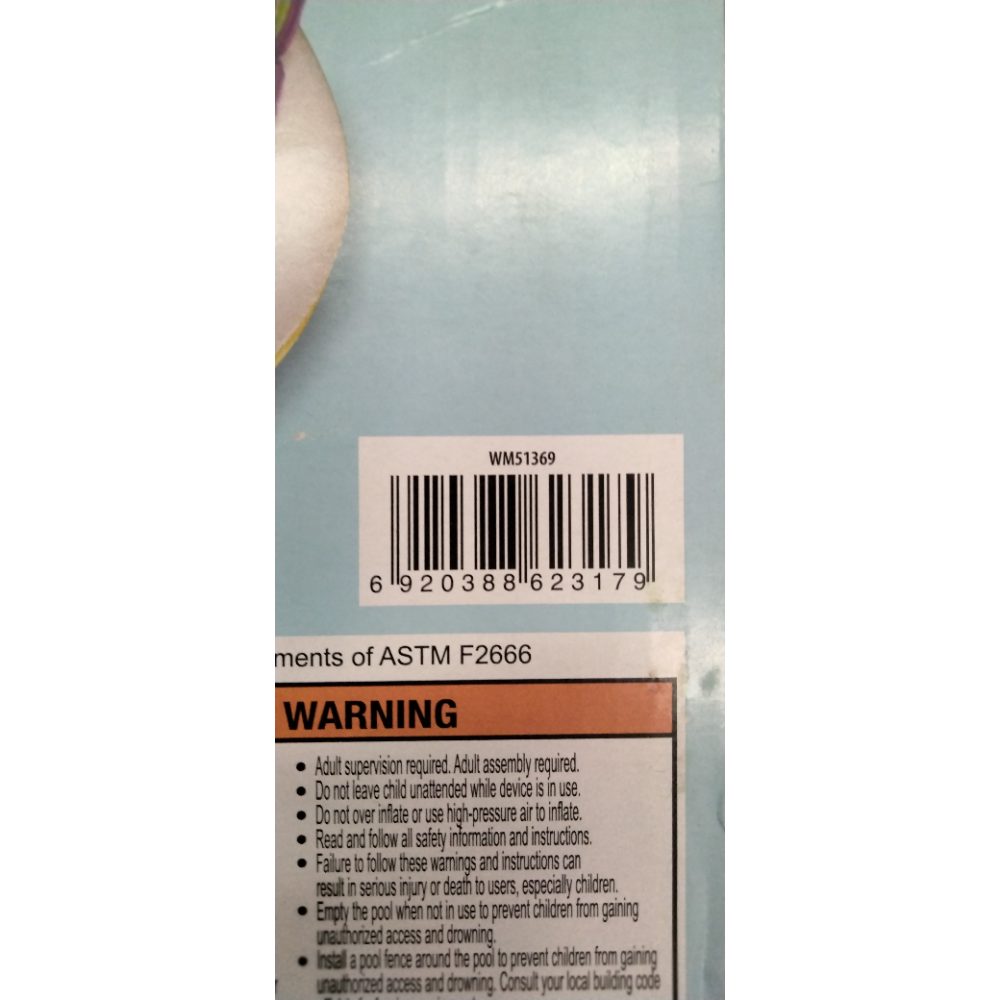 WM51369
6 920388 623179
ments of ASTM F2666
WARNING
• Adult supervision required. Adult assembly required.
• Do not leave child unattended while device is in use.
• Do not over inflate or use high-pressure air to inflate.
• Read and follow all safety information and instructions.
• Failure to follow these warnings and instructions can
result in serious injury or death to users, especially children.
• Empty the pool when not in use to prevent children from gaining
unauthorized access and drowning.
• Install a pool fence around the pool to prevent children from gaining
unauthorized access and drowning. Consult your local building code